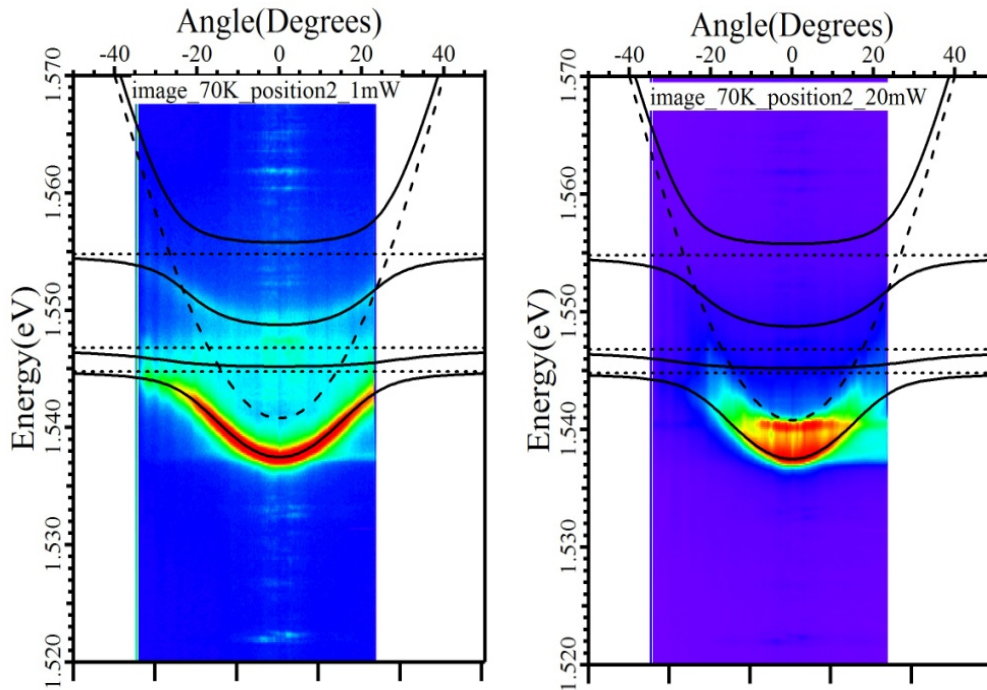 Angle(Degrees)
-40 -20 0 20 40
image_70K_position2_1mW
Energy(eV)
1.570
1.560
1.550
1.540
1.530
1.520
Angle(Degrees)
-40 -20 0 20 40
image_70K_position2_20mW
Energy(eV)
1.570
1.560
1.550
1.540
1.530
1.520